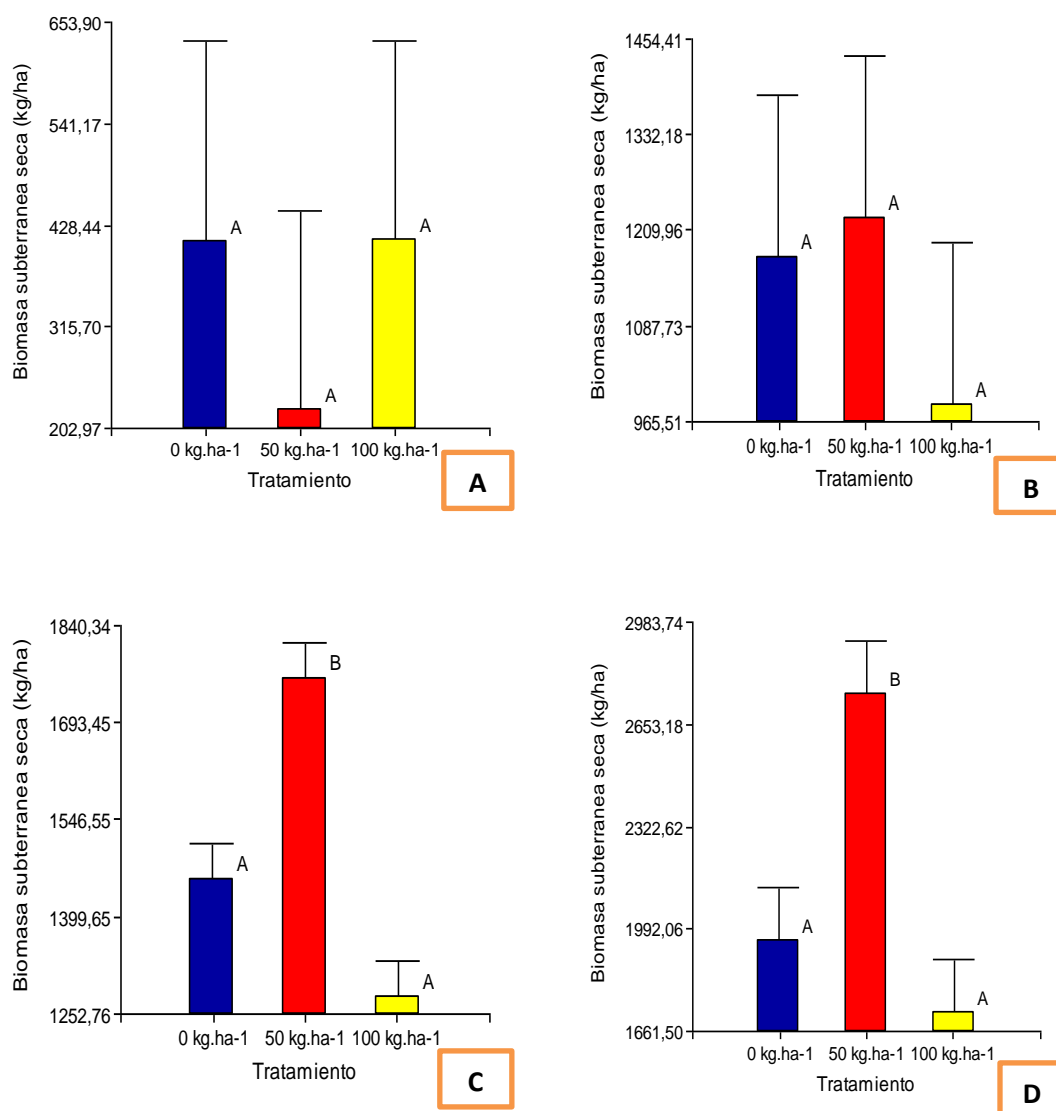 653,90
541,17
428,44
315,70
202,97
Biomasa subterranea seca (kg/ha)
A
A
A
0 kg.ha-1 50 kg.ha-1 100 kg.ha-1
Tratamiento
A
1454,41
1332,18
1209,96
1087,73
965,51
Biomasa subterranea seca (kg/ha)
A
A
A
0 kg.ha-1 50 kg.ha-1 100 kg.ha-1
Tratamiento
B
1840,34
1693,45
1546,55
1399,65
1252,76
Biomasa subterranea seca (kg/ha)
A
B
A
0 kg.ha-1 50 kg.ha-1 100 kg.ha-1
Tratamiento
C
2983,74
2653,18
2322,62
1992,06
1661,50
Biomasa subterranea seca (kg/ha)
A
B
A
0 kg.ha-1 50 kg.ha-1 100 kg.ha-1
Tratamiento
D